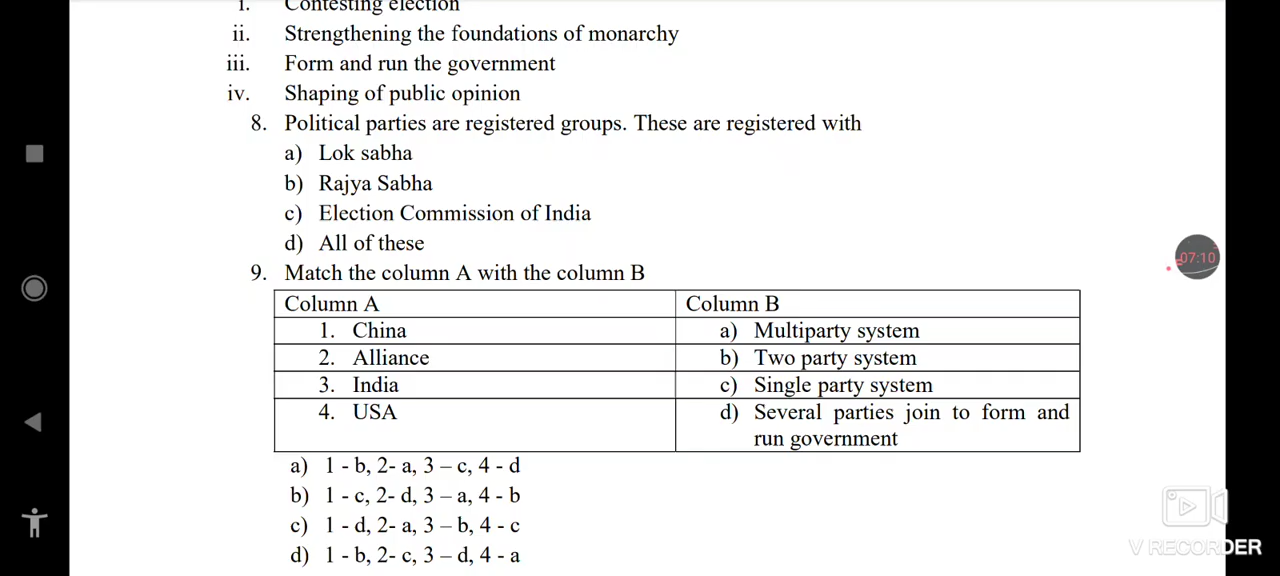 i. Contesting election
ii. Strengthening the foundations of monarchy
iii. Form and run the government
iv. Shaping of public opinion
8. Political parties are registered groups. These are registered with
a) Lok sabha
b) Rajya Sabha
c) Election Commission of India
d) All of these
07:10
9. Match the column A with the column B
Column A Column B
1. China a) Multiparty system
2. Alliance b) Two party system
3. India c) Single party system
4. USA d) Several parties join to form and
run government
a) 1 - b, 2- a, 3 – c, 4 - d
b) 1 - c, 2- d, 3 – a, 4 - b
c) 1 - d, 2- a, 3 – b, 4 - c
d) 1 - b, 2- c, 3 – d, 4 - a
V RECORDER